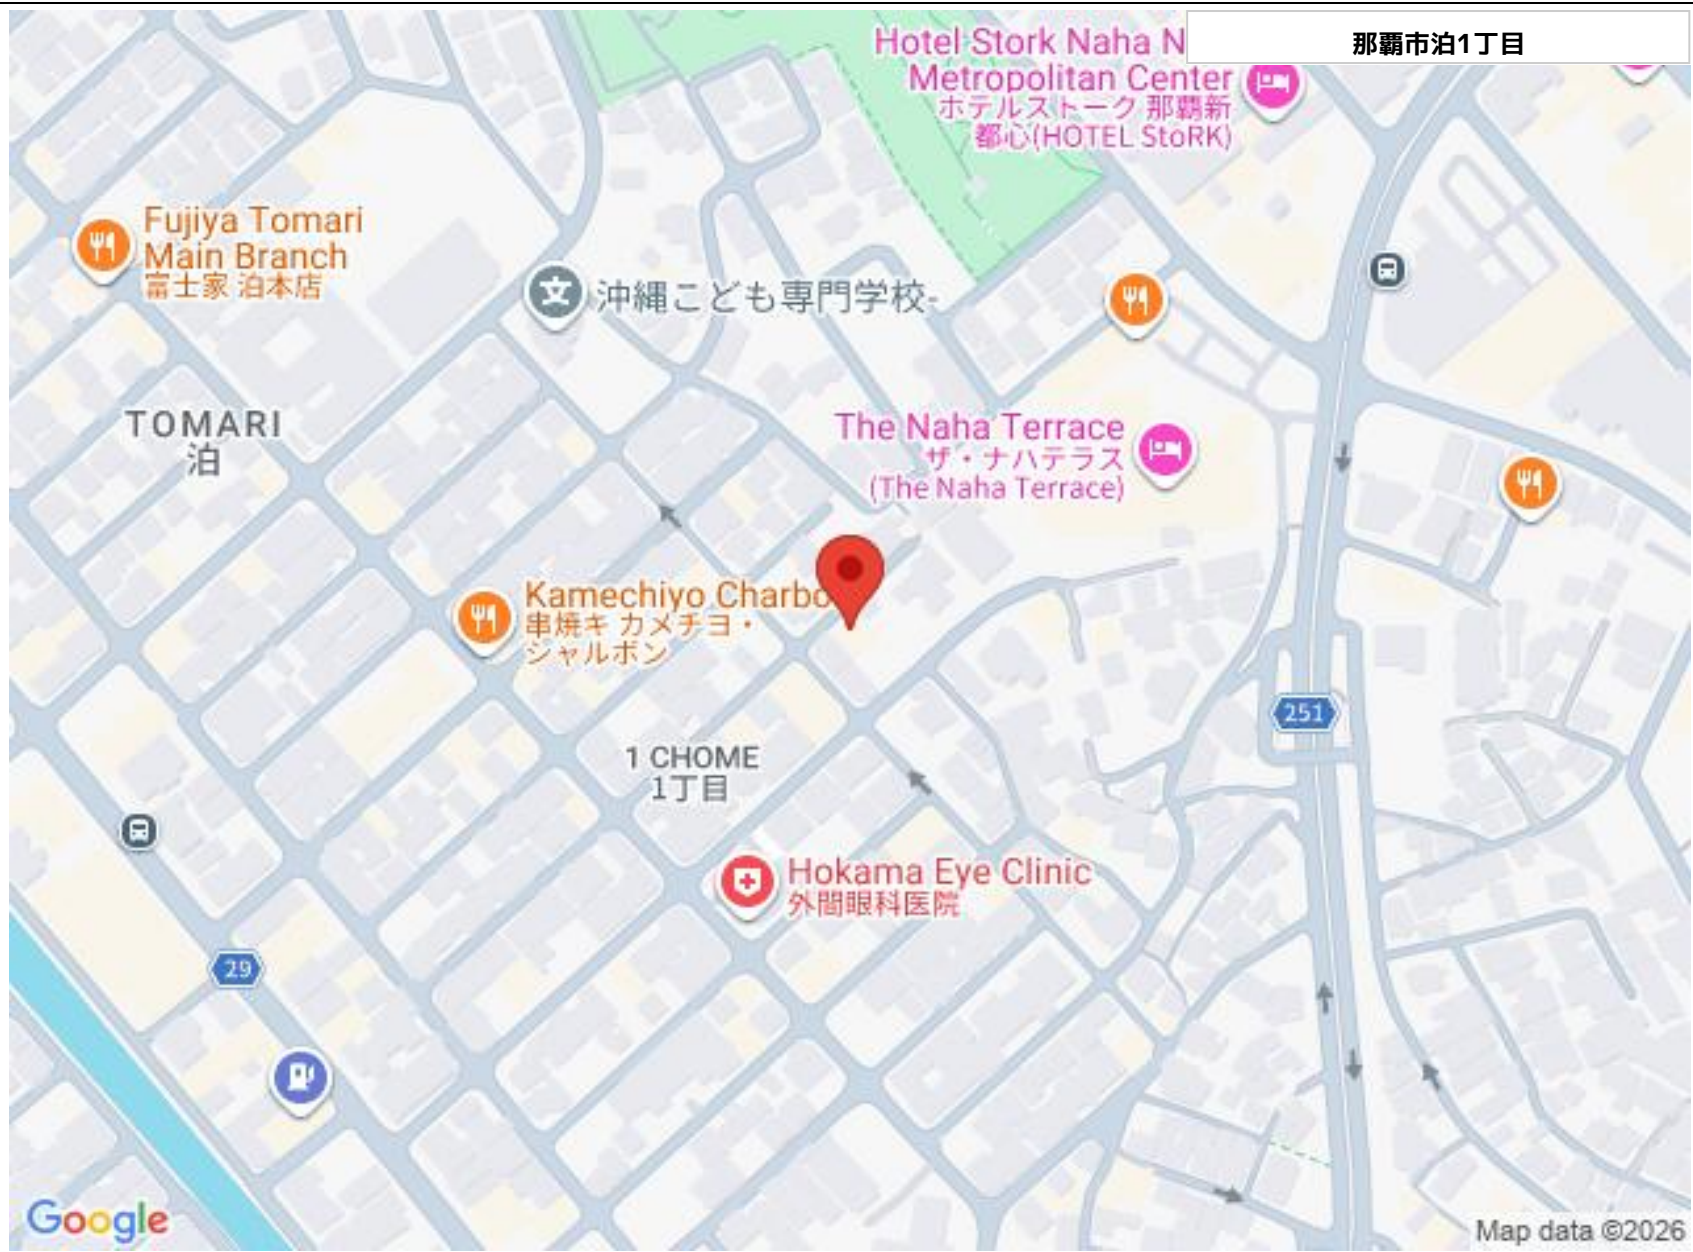 那覇市泊1丁目
Hotel Stork Naha N
Metropolitan Center
ホテルストーク 那覇新
都心(HOTEL StoRK)
Fujiya Tomari
Main Branch
富士家 泊本店
沖縄こども専門学校-
TOMARI
泊
The Naha Terrace
ザ・ナハテラス
(The Naha Terrace)
Kamechiyo Charbo
串焼キ カメチヨ・
シャルボン
251
1 CHOME
1丁目
Hokama Eye Clinic
外間眼科医院
29
Google
Map data ©2026